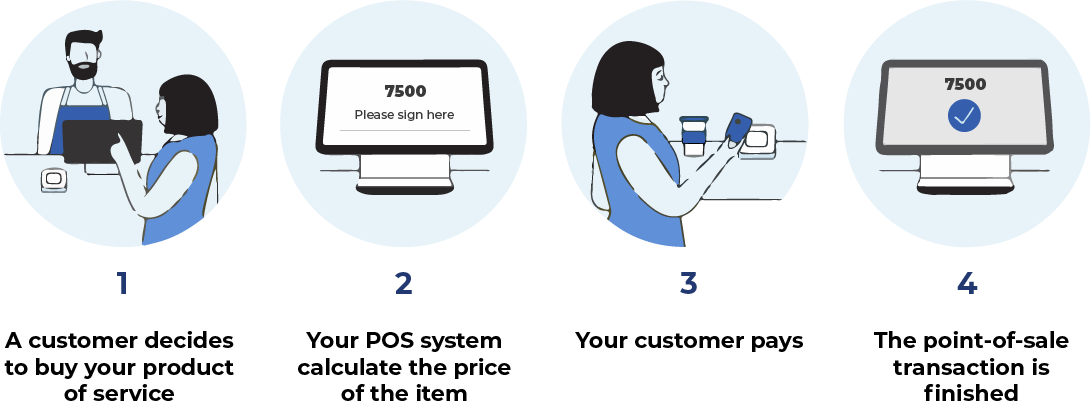 7500
Please sign here
7500
1
A customer decides
to buy your product
of service
2
Your POS system
calculate the price
of the item
3
Your customer pays
4
The point-of-sale
transaction is
finished